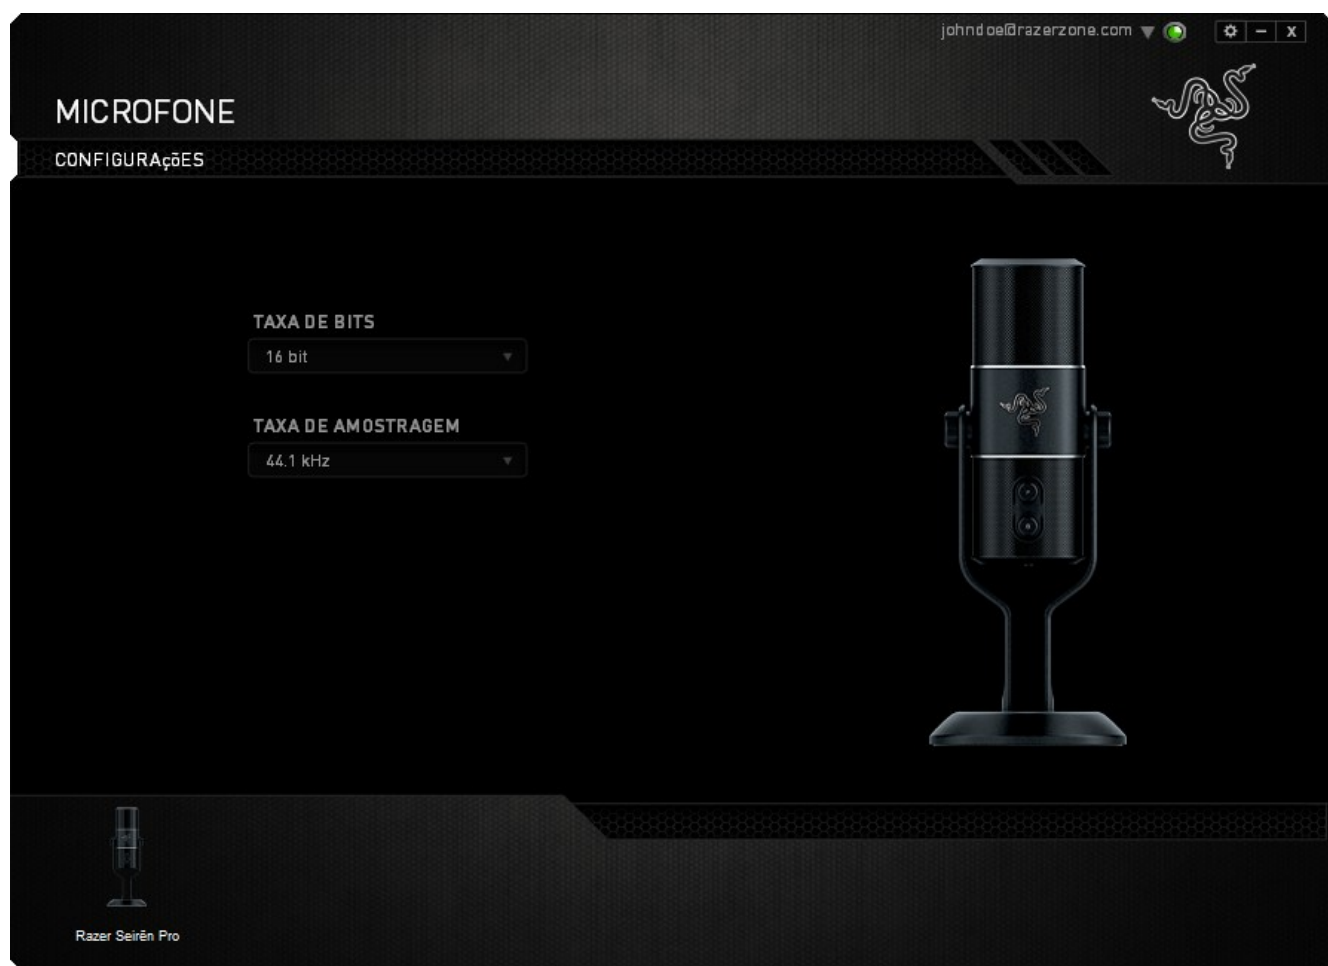 johndoe@razerzone.com
MICROFONE
CONFIGURAçõES
TAXA DE BITS
16 bit
TAXA DE AMOSTRAGEM
44.1 kHz
Razer Seirēn Pro